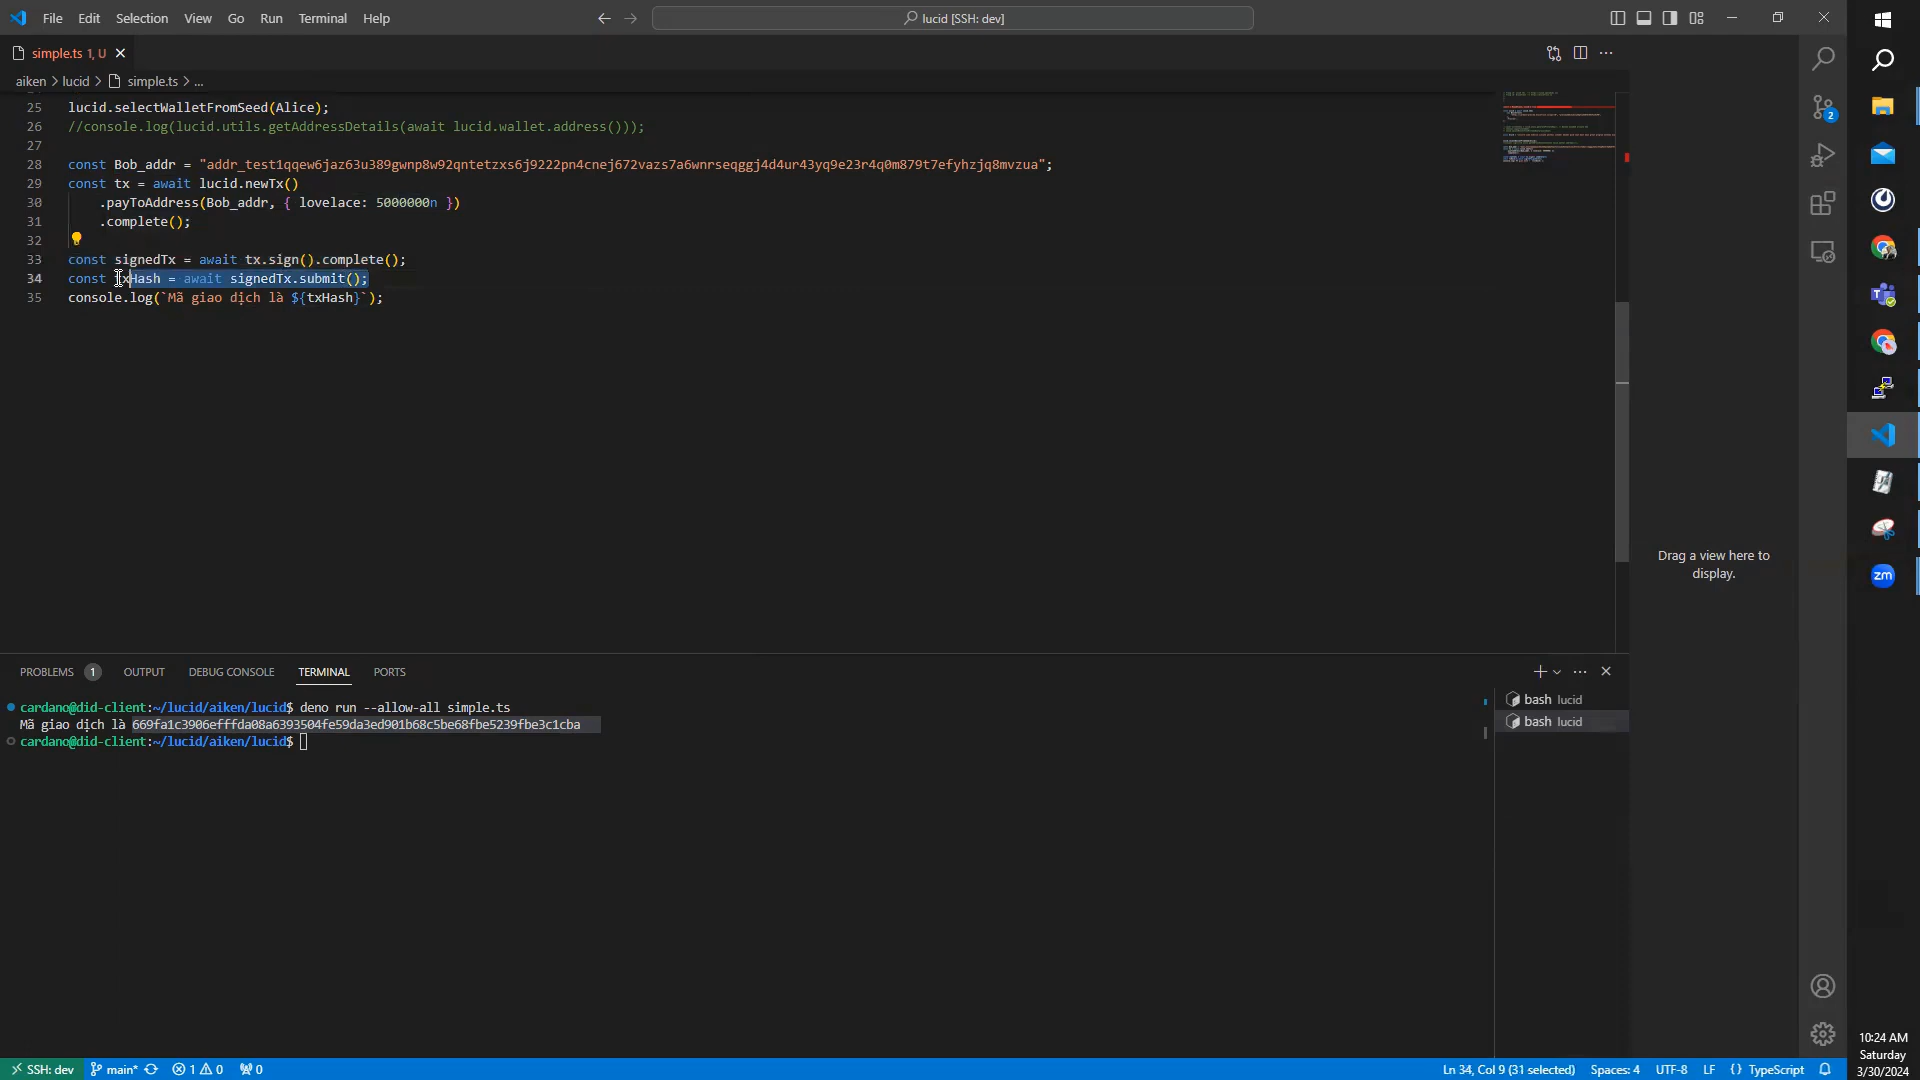 File Edit Selection View Go Run Terminal Help
lucid [SSH: dev]
simple.ts 1, U
aiken > lucid > simple.ts > ...
25 lucid.selectWalletFromSeed(Alice);
26 //console.log(lucid.utils.getAddressDetails(await lucid.wallet.address()));
27
28 const Bob_addr = "addr_test1qqew6jaz63u389gwnp8w92qntetzxs6j9222pn4cnej672vazs7a6wnrseqggj4d4ur43yq9e23r4q0m879t7efyhzjq8mvzua";
29 const tx = await lucid.newTx()
30 .payToAddress(Bob_addr, { lovelace: 5000000n })
31 .complete();
32
33 const signedTx = await tx.sign().complete();
34 const txHash = await signedTx.submit();
35 console.log(`Mã giao dịch là ${txHash}`);
Drag a view here to
display.
2
zm
PROBLEMS 1 OUTPUT DEBUG CONSOLE TERMINAL PORTS
cardano@did-client:~/lucid/aiken/lucid$ deno run --allow-all simple.ts
Mã giao dịch là 669fa1c3906efffda08a6393504fe59da3ed901b68c5be68fbe5239fbe3c1cba
cardano@did-client:~/lucid/aiken/lucid$
bash lucid
bash lucid
SSH: dev main* 1 0 0
Ln 34, Col 9 (31 selected) Spaces: 4 UTF-8 LF {} TypeScript
10:24 AM
Saturday
3/30/2024